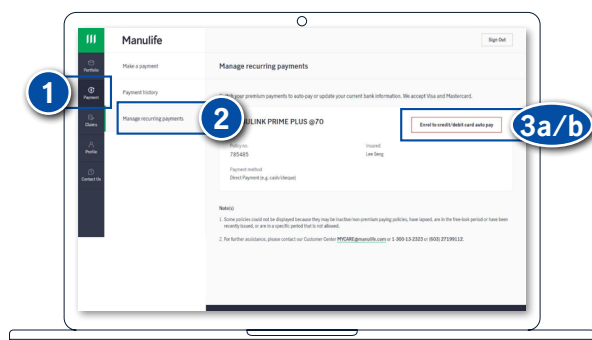 Manulife
Sign Out
Portfolio
Payment
Claims
Profile
Contact Us
Make a payment
Payment history
Manage recurring payments
1
2
3a/b
Manage recurring payments
your premium payments to auto-pay or update your current bank information. We accept Visa and Mastercard.
ULINK PRIME PLUS @70
Enrol to credit/debit card auto pay
Policy no.
Insured
785485
Lee Seng
Payment method
Direct Payment (e.g. cash/cheque)
Note(s)
1. Some policies could not be displayed because they may be inactive non-premium paying policies, have lapsed, are in the free-look period or have been
recently issued, or are in a specific period that is not allowed.
2. For further assistance, please contact our Customer Center MYCARE@manulife.com or 1-300-13-2323 or (603) 27199112.